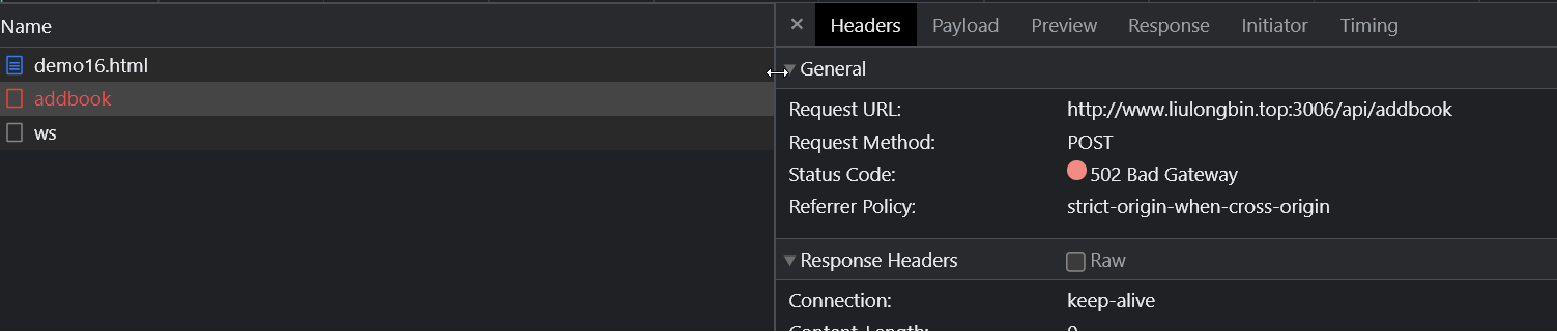 Name
demo16.html
addbook
ws
Headers Payload Preview Response Initiator Timing
General
Request URL: http://www.liulongbin.top:3006/api/addbook
Request Method: POST
Status Code: 502 Bad Gateway
Referrer Policy: strict-origin-when-cross-origin
Response Headers Raw
Connection: keep-alive